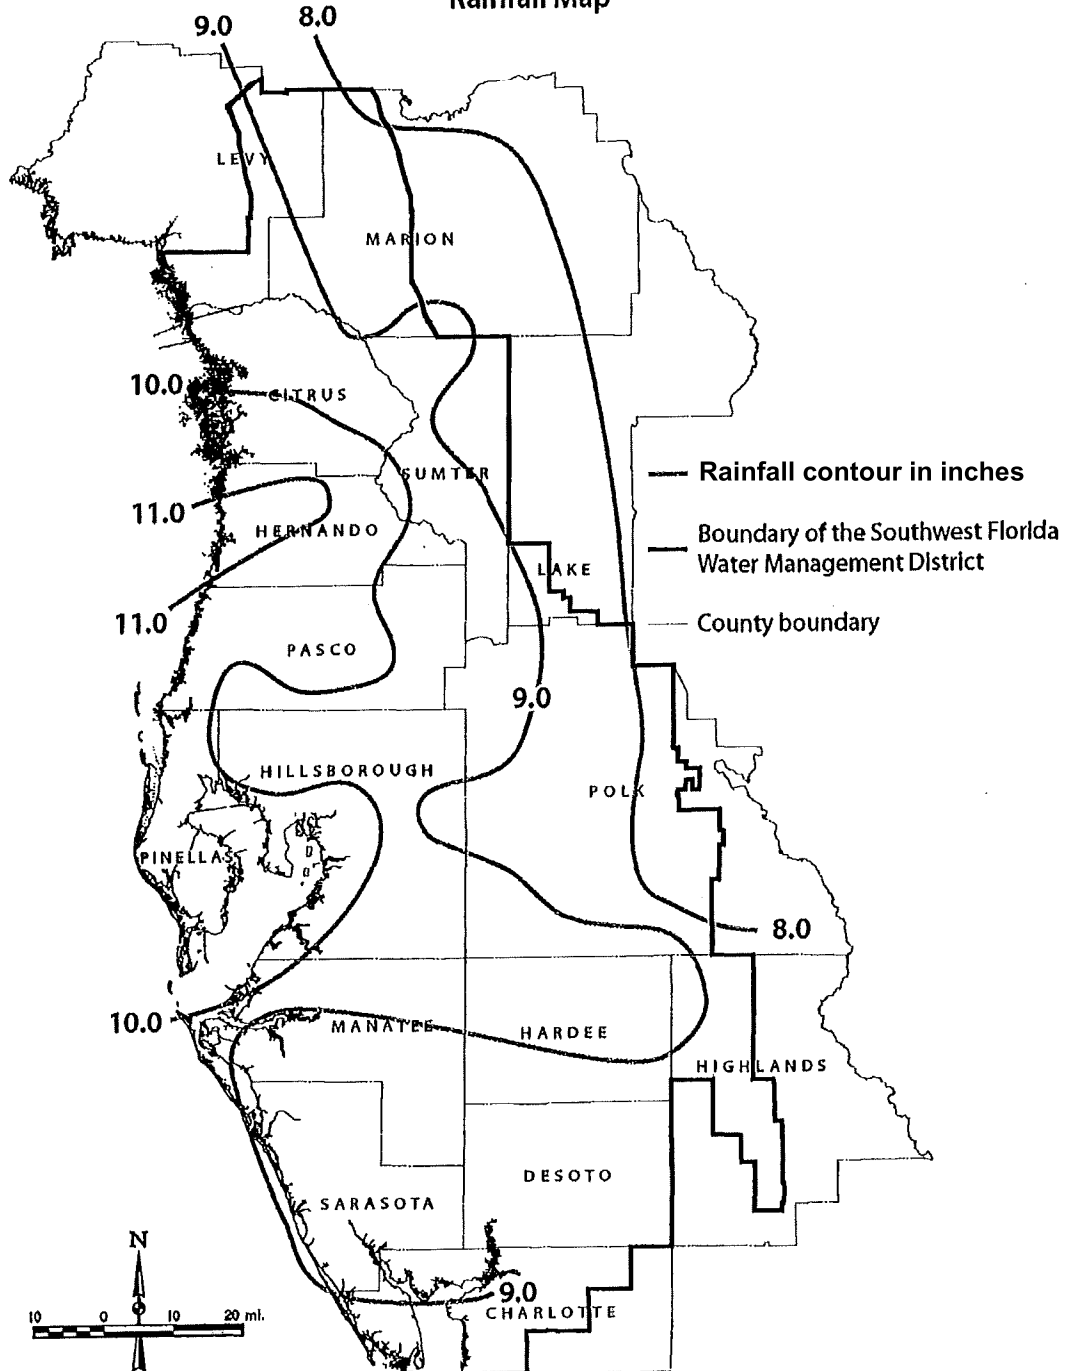 Rainfall Map
9.0
8.0
LEVY
MARION
10.0
CITRUS
SUMTER
Rainfall contour in inches
11.0
HERNANDO
Boundary of the Southwest Florida
Water Management District
LAKE
11.0
County boundary
PASCO
9.0
HILLSBOROUGH
POLK
PINELLAS
8.0
10.0
MANATEE
HARDEE
HIGHLANDS
DESOTO
SARASOTA
N
9.0
CHARLOTTE
10 0 10 20 mi.